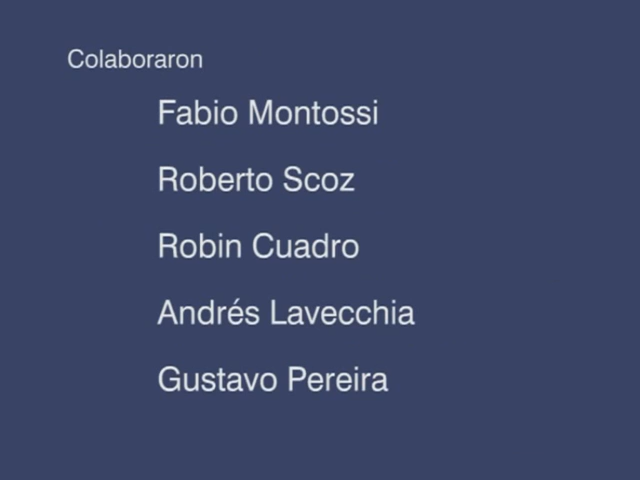 Colaboraron
Fabio Montossi
Roberto Scoz
Robin Cuadro
Andrés Lavecchia
Gustavo Pereira